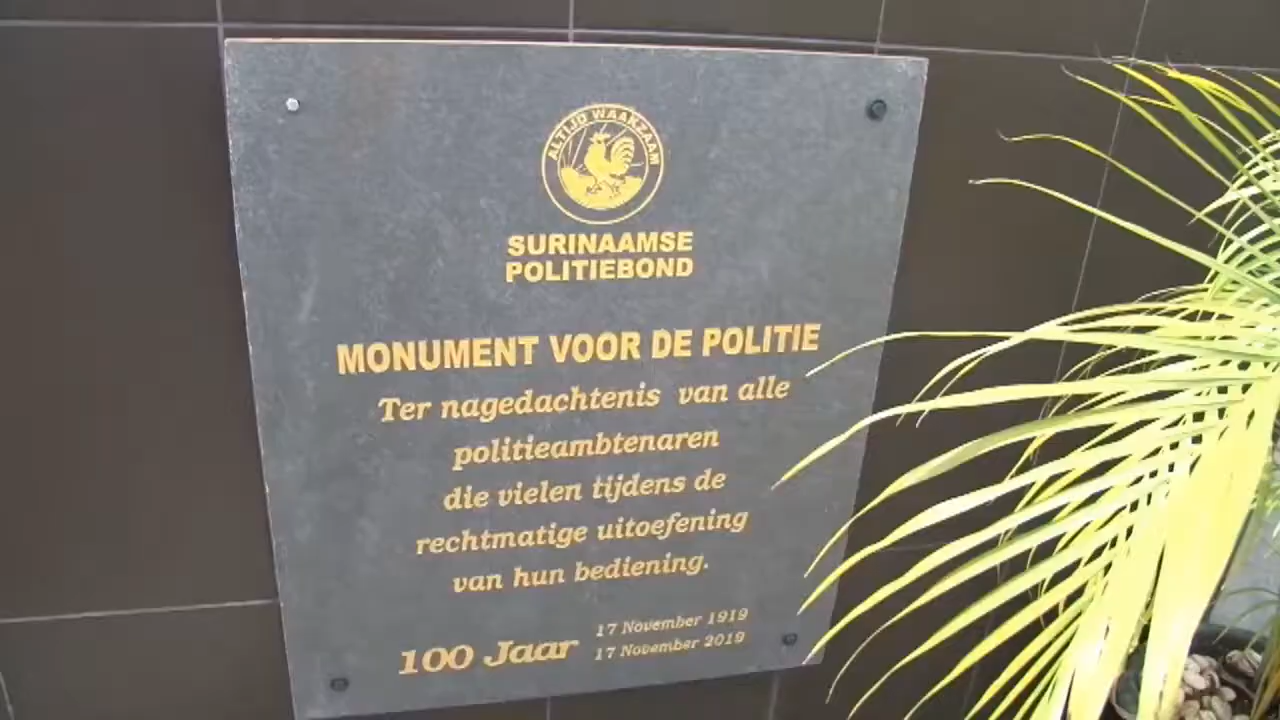 ALTIJD WAAKZAAM
SURINAAMSE
POLITIEBOND
MONUMENT VOOR DE POLITIE
Ter nagedachtenis van alle
politieambtenaren
die vielen tijdens de
rechtmatige uitoefening
van hun bediening.
100 Jaar
17 November 1919
17 November 2019